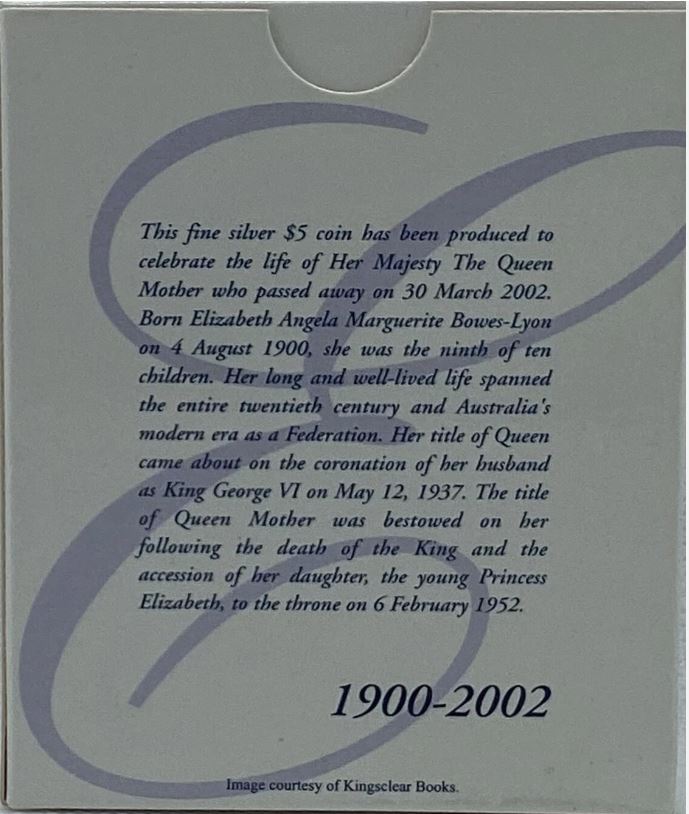 This fine silver $5 coin has been produced to
celebrate the life of Her Majesty The Queen
Mother who passed away on 30 March 2002.
Born Elizabeth Angela Marguerite Bowes-Lyon
on 4 August 1900, she was the ninth of ten
children. Her long and well-lived life spanned
the entire twentieth century and Australia's
modern era as a Federation. Her title of Queen
came about on the coronation of her husband
as King George VI on May 12, 1937. The title
of Queen Mother was bestowed on her
following the death of the King and the
accession of her daughter, the young Princess
Elizabeth, to the throne on 6 February 1952.
1900-2002
Image courtesy of Kingsclear Books.